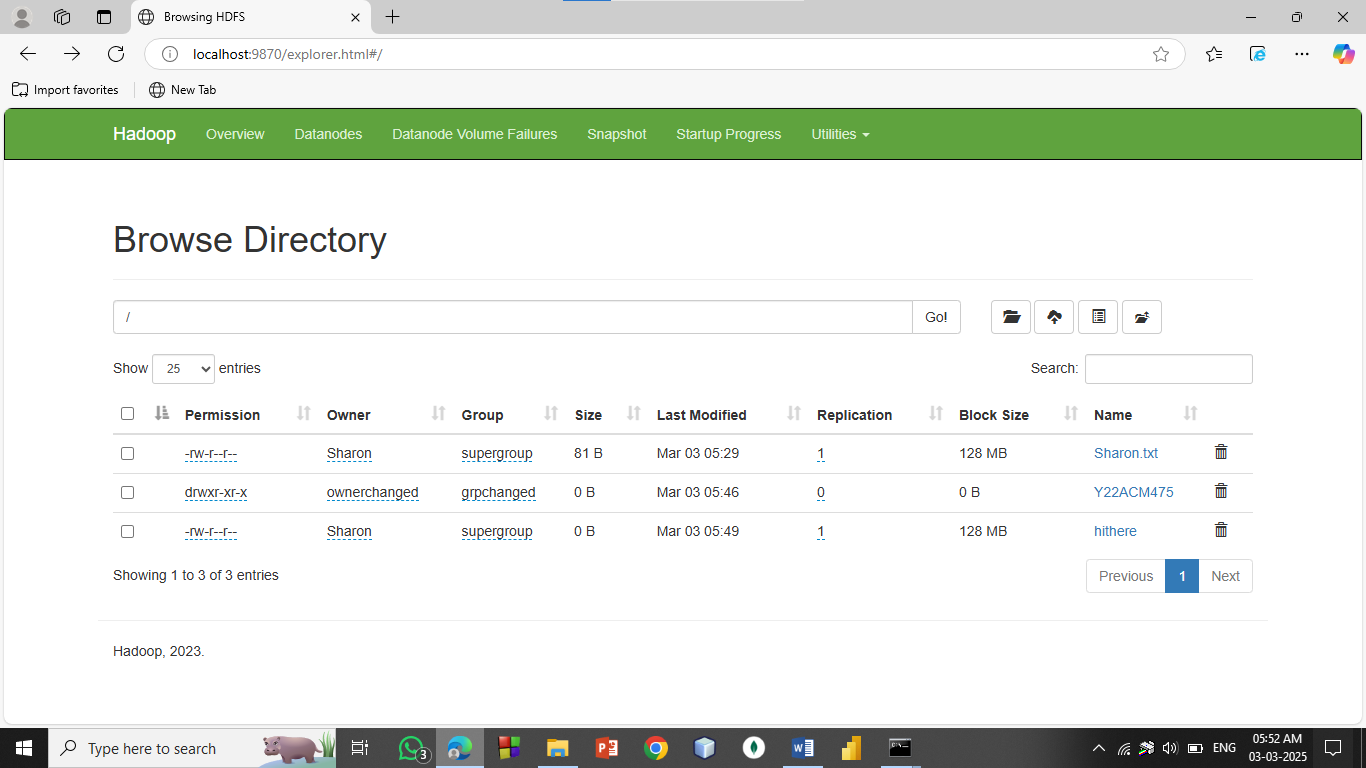 Browsing HDFS
localhost:9870/explorer.html#/
Import favorites New Tab
Hadoop Overview Datanodes Datanode Volume Failures Snapshot Startup Progress Utilities
Browse Directory
/ Go!
Show 25 entries Search:
Permission Owner Group Size Last Modified Replication Block Size Name
-rw-r--r-- Sharon supergroup 81 B Mar 03 05:29 1 128 MB Sharon.txt
drwxr-xr-x ownerchanged grpchanged 0 B Mar 03 05:46 0 0 B Y22ACM475
-rw-r--r-- Sharon supergroup 0 B Mar 03 05:49 1 128 MB hithere
Showing 1 to 3 of 3 entries Previous 1 Next
Hadoop, 2023.
Type here to search 3 ENG 05:52 AM
03-03-2025